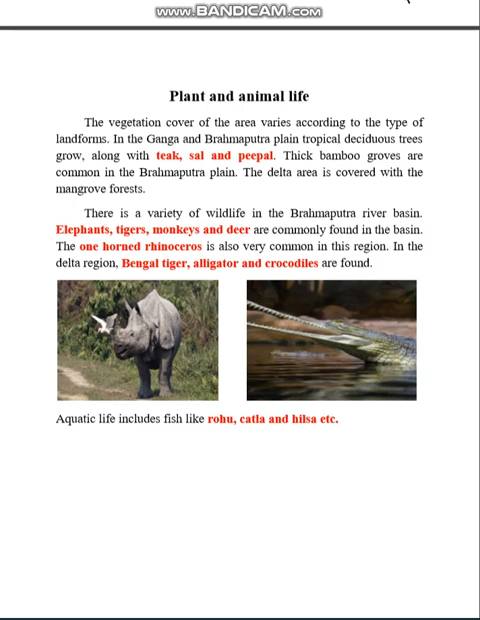 www.BANDICAM.com
Plant and animal life
The vegetation cover of the area varies according to the type of
landforms. In the Ganga and Brahmaputra plain tropical deciduous trees
grow, along with teak, sal and peepal. Thick bamboo groves are
common in the Brahmaputra plain. The delta area is covered with the
mangrove forests.
There is a variety of wildlife in the Brahmaputra river basin.
Elephants, tigers, monkeys and deer are commonly found in the basin.
The one horned rhinoceros is also very common in this region. In the
delta region, Bengal tiger, alligator and crocodiles are found.
Aquatic life includes fish like rohu, catla and hilsa etc.